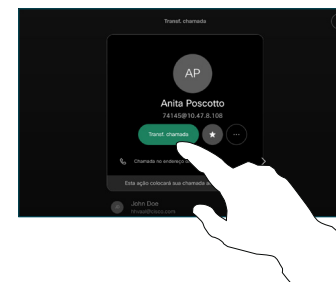 Transf. chamada
AP
Anita Poscotto
74145@10.47.8.108
Transf. chamada
Chamada no endereço
Esta ação colocará sua chamada
John Doe